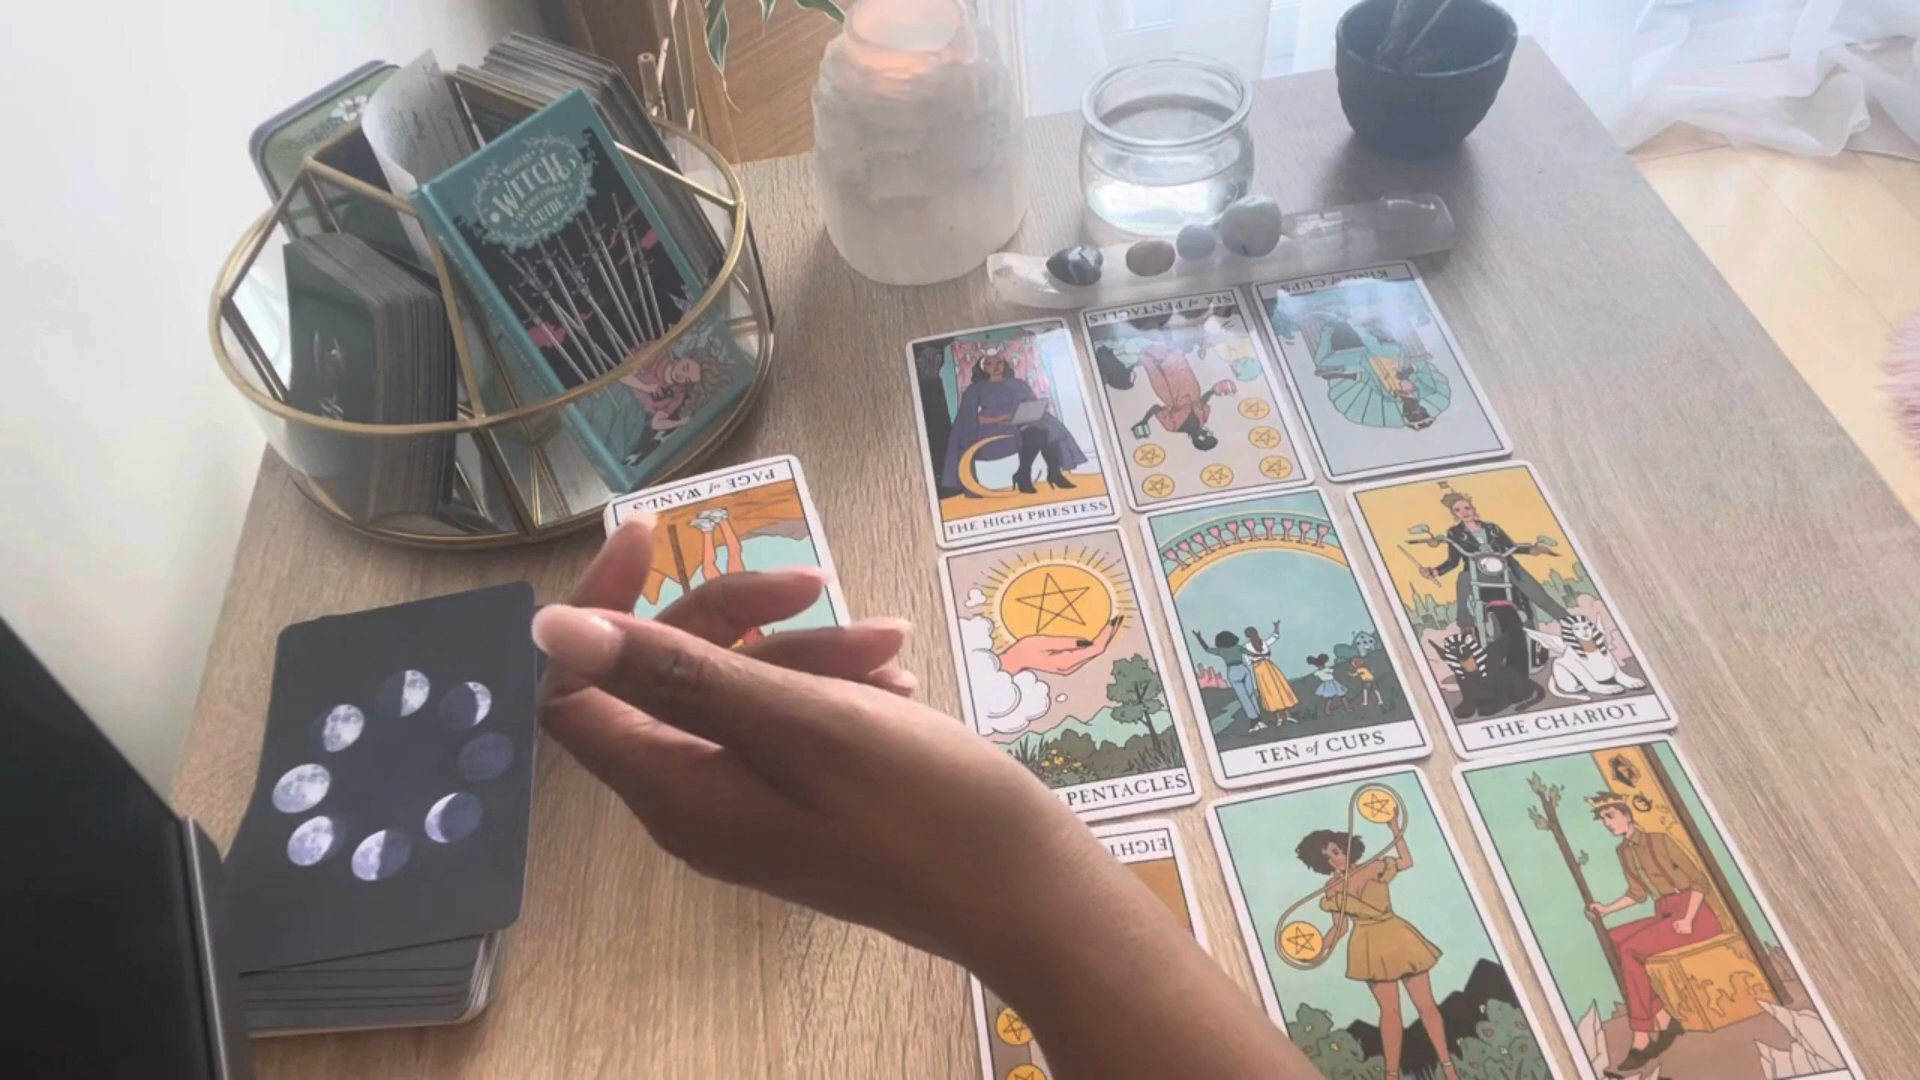 MODERN
WITCH
GUIDE
PAGE of WANDS
THE HIGH PRIESTESS
SIX of PENTACLES
KING of CUPS
PENTACLES
TEN of CUPS
THE CHARIOT
EIGHT